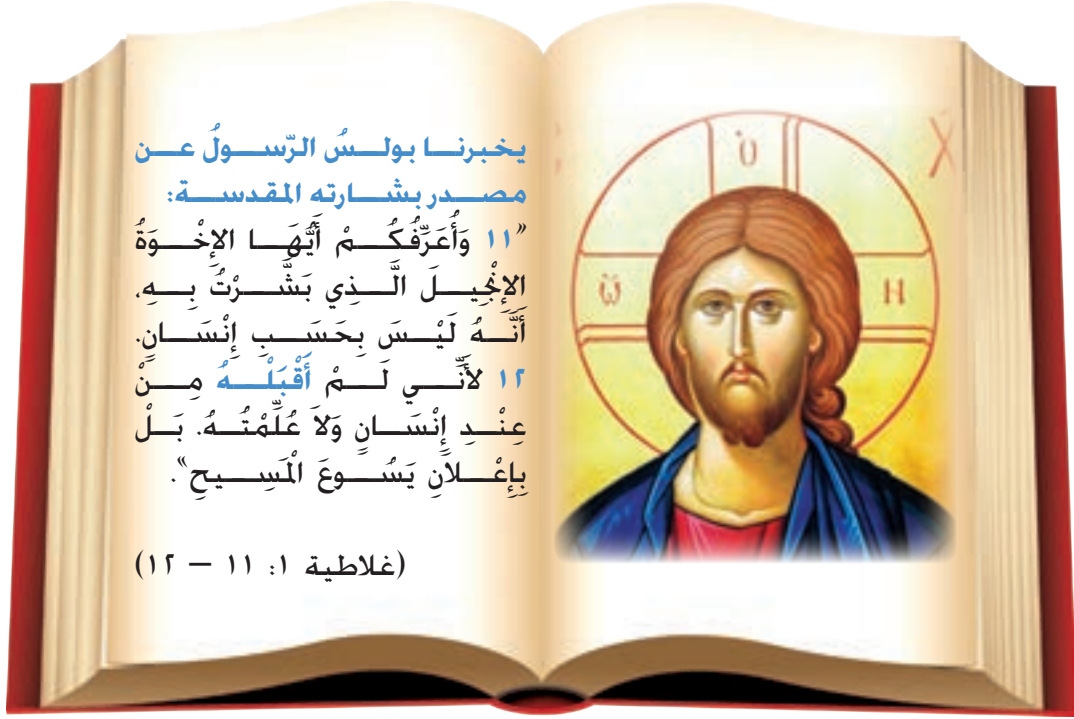 يخبرنا بولسُ الرّسولُ عن
مصدر بشارته المقدسة:
"١١ وَأُعَرِّفُكُمْ أَيُّهَا الإِخْوَةُ
الإِنْجِيلَ الَّذِي بَشَّرْتُ بِهِ،
أَنَّهُ لَيْسَ بِحَسَبِ إِنْسَانٍ.
١٢ لأَنِّي لَمْ أَقْبَلْهُ مِنْ
عِنْدِ إِنْسَانٍ وَلاَ عُلِّمْتُهُ. بَلْ
بِإِعْلاَنِ يَسُوعَ الْمَسِيحِ".
(غلاطية ١: ١١ – ١٢)
ὁ
ὤ
Η
Χ